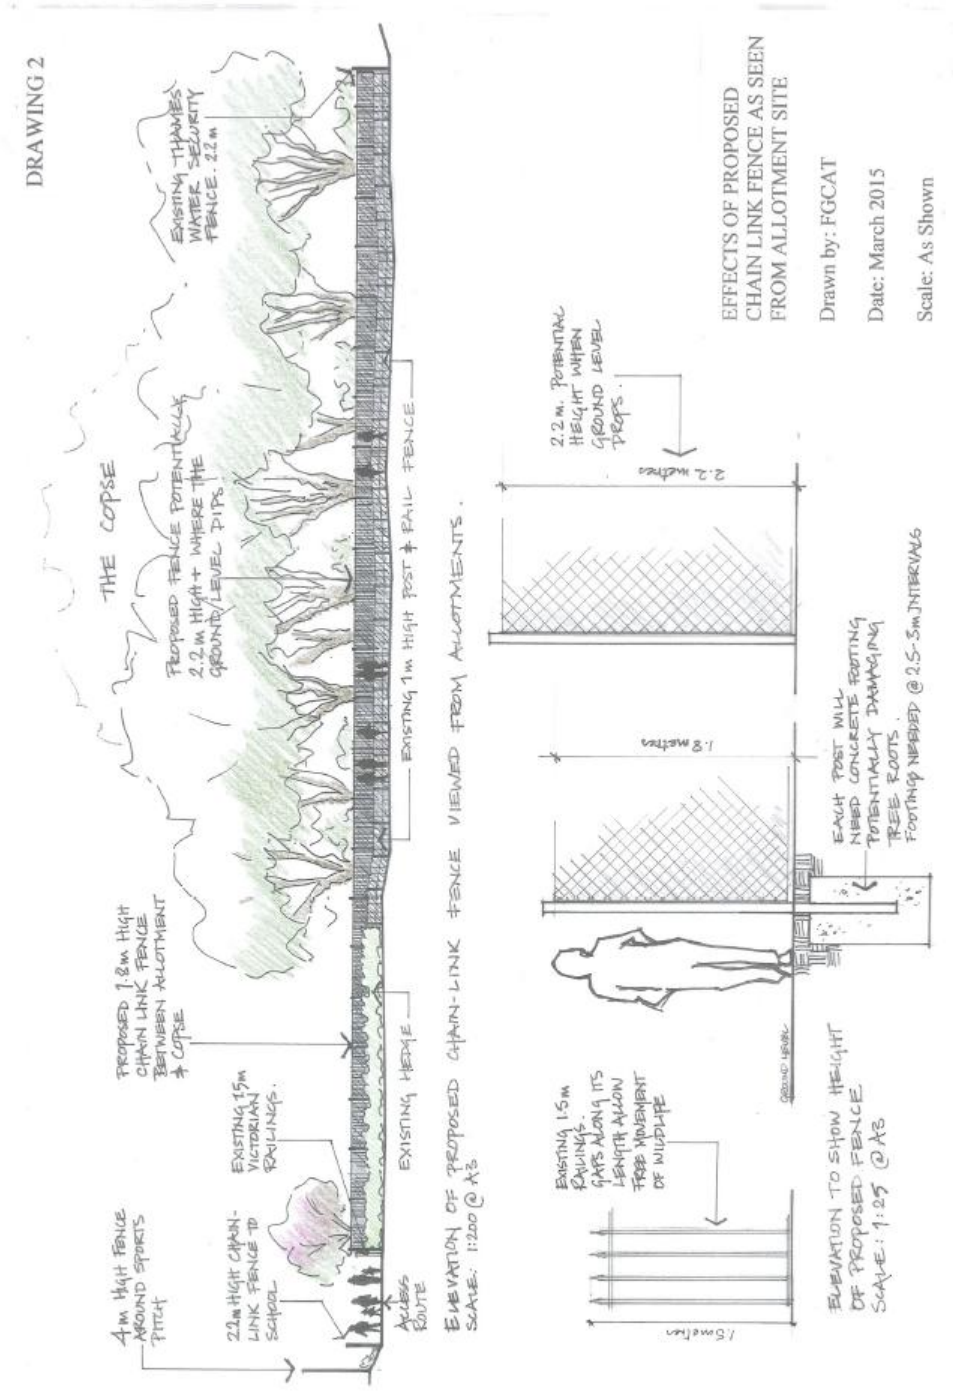 DRAWING 2
4m HIGH FENCE
AROUND SPORTS
PITCH
22m HIGH CHAIN-
LINK FENCE TO
SCHOOL
EXISTING 15m
VICTORIAN
RAILINGS.
PROPOSED 1.8m HIGH
CHAIN LINK FENCE
BETWEEN ALLOTMENT
& COPSE
THE COPSE
PROPOSED FENCE POTENTIALLY
2.2m HIGH + WHERE THE
GROUND LEVEL DIPS.
EXISTING THAMES
WATER SECURITY
FENCE. 2.2m
ACCESS
ROUTE
EXISTING HEDGE
EXISTING 1m HIGH POST & RAIL FENCE
ELEVATION OF PROPOSED CHAIN-LINK FENCE VIEWED FROM ALLOTMENTS.
SCALE: 1:200 @ A3
EXISTING 1.5m
RAILINGS.
GAPS ALONG ITS
LENGTH ALLOW
FREE MOVEMENT
OF WILDLIFE
1.5 metres
GROUND LEVEL
1.8 metres
2.2 metres
2.2m. POTENTIAL
HEIGHT WHEN
GROUND LEVEL
DROPS.
EACH POST WILL
NEED CONCRETE FOOTING
POTENTIALLY DAMAGING
TREE ROOTS.
FOOTING NEEDED @ 2.5-3m INTERVALS
ELEVATION TO SHOW HEIGHT
OF PROPOSED FENCE.
SCALE: 1:25 @ A3
EFFECTS OF PROPOSED
CHAIN LINK FENCE AS SEEN
FROM ALLOTMENT SITE
Drawn by: FGCAT
Date: March 2015
Scale: As Shown